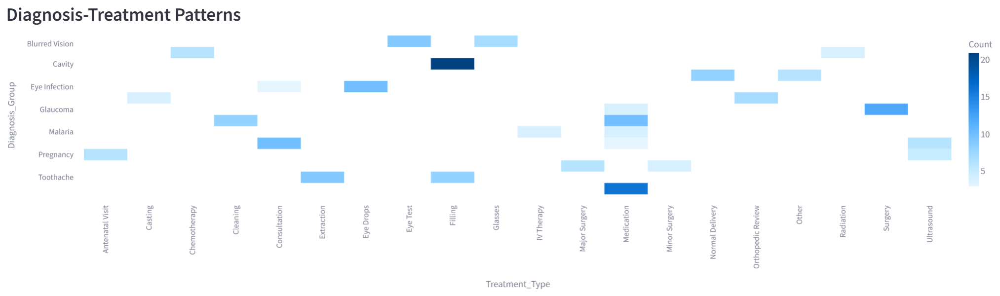 Diagnosis-Treatment Patterns
Count
20
15
10
5
Diagnosis_Group
Blurred Vision
Cavity
Eye Infection
Glaucoma
Malaria
Pregnancy
Toothache
Antenatal Visit
Casting
Chemotherapy
Cleaning
Consultation
Extraction
Eye Drops
Eye Test
Filling
Glasses
IV Therapy
Major Surgery
Medication
Minor Surgery
Normal Delivery
Orthopedic Review
Other
Radiation
Surgery
Ultrasound
Treatment_Type